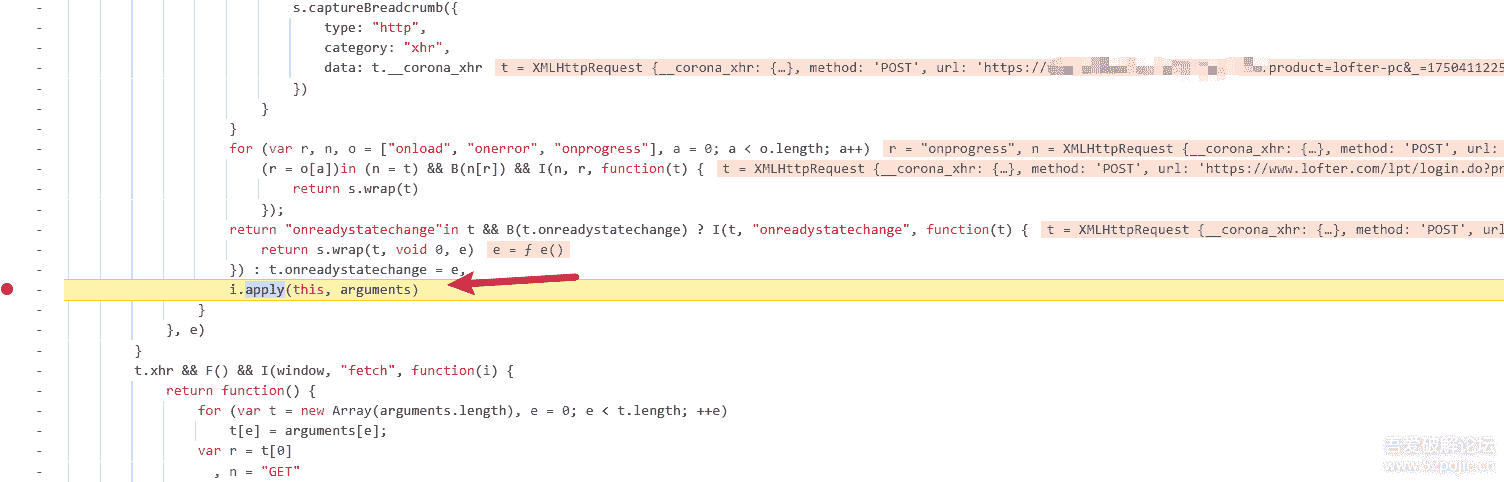 s.captureBreadcrumb({
type: "http",
category: "xhr",
data: t.__corona_xhr t = XMLHttpRequest {__corona_xhr: {…}, method: 'POST', url: 'https:// .product=lofter-pc&_=1750411225
})
}
}
for (var r, n, o = ["onload", "onerror", "onprogress"], a = 0; a < o.length; a++) r = "onprogress", n = XMLHttpRequest {__corona_xhr: {…}, method: 'POST', url:
(r = o[a])in (n = t) && B(n[r]) && I(n, r, function(t) { t = XMLHttpRequest {__corona_xhr: {…}, method: 'POST', url: 'https://www.lofter.com/lpt/login.do?pr
return s.wrap(t)
});
return "onreadystatechange"in t && B(t.onreadystatechange) ? I(t, "onreadystatechange", function(t) { t = XMLHttpRequest {__corona_xhr: {…}, method: 'POST', url
return s.wrap(t, void 0, e) e = ƒ e()
}) : t.onreadystatechange = e,
i.apply(this, arguments)
}
}, e)
}
t.xhr && F() && I(window, "fetch", function(i) {
return function() {
for (var t = new Array(arguments.length), e = 0; e < t.length; ++e)
t[e] = arguments[e];
var r = t[0]
, n = "GET"
吾爱破解论坛
www.52pojie.cn